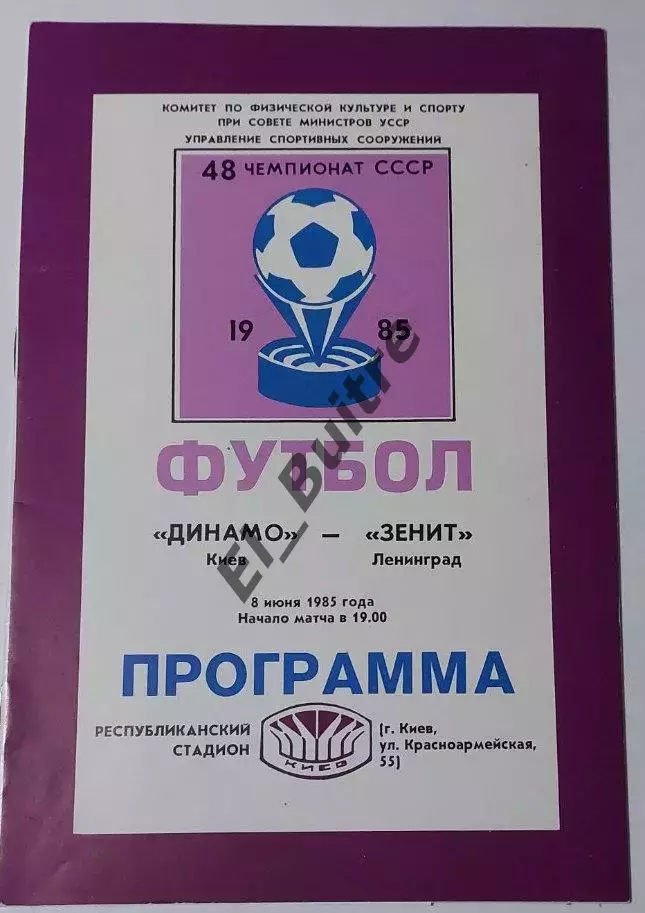 КОМИТЕТ ПО ФИЗИЧЕСКОЙ КУЛЬТУРЕ И СПОРТУ
ПРИ СОВЕТЕ МИНИСТРОВ УССР
УПРАВЛЕНИЕ СПОРТИВНЫХ СООРУЖЕНИЙ
48 ЧЕМПИОНАТ СССР
19 85
ФУТБОЛ
«ДИНАМО» — «ЗЕНИТ»
Киев Ленинград
8 июня 1985 года
Начало матча в 19.00
ПРОГРАММА
РЕСПУБЛИКАНСКИЙ
СТАДИОН
КИЕВ
(г. Киев,
ул. Красноармейская,
55)
El_Buitre